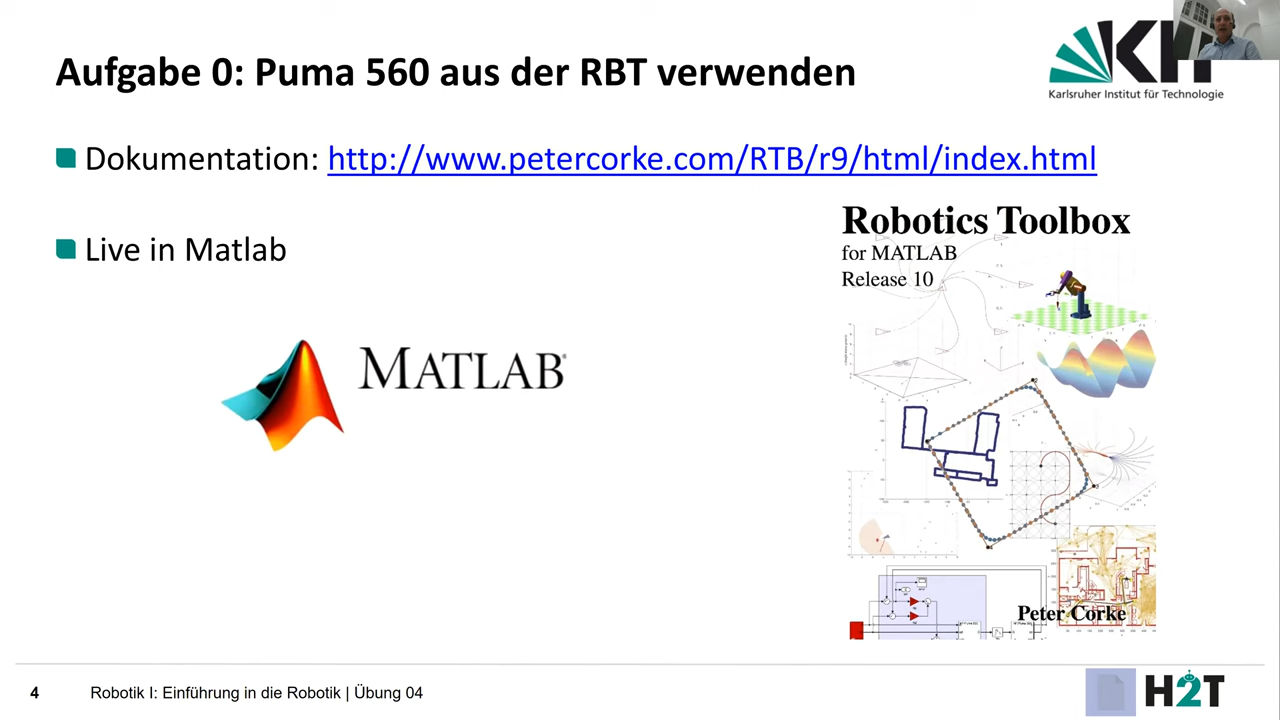 Aufgabe 0: Puma 560 aus der RBT verwenden
Karlsruher Institut für Technologie
Dokumentation: http://www.petercorke.com/RTB/r9/html/index.html
Live in Matlab
MATLAB®
Robotics Toolbox
for MATLAB
Release 10
Peter Corke
4
Robotik I: Einführung in die Robotik | Übung 04
H2T